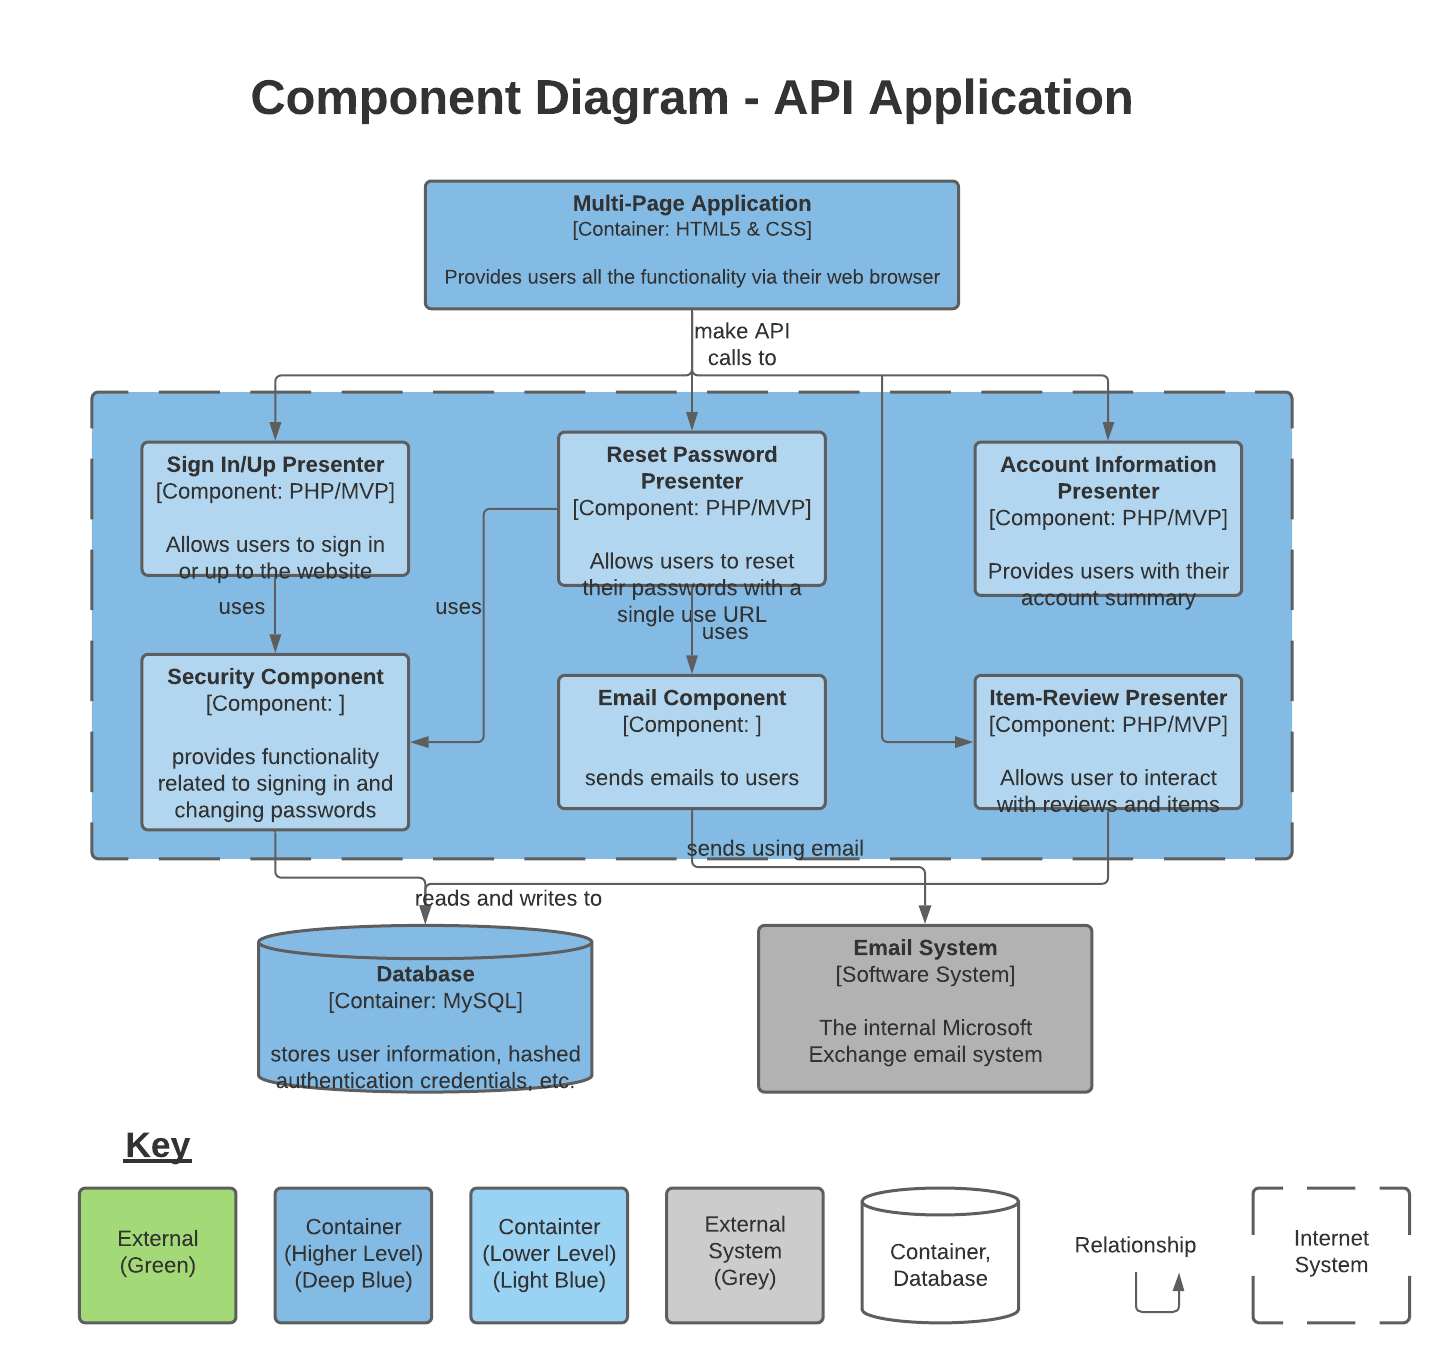 Component Diagram - API Application
Multi-Page Application
[Container: HTML5 & CSS]
Provides users all the functionality via their web browser
make API
calls to
Sign In/Up Presenter
[Component: PHP/MVP]
Allows users to sign in
or up to the website
Reset Password
Presenter
[Component: PHP/MVP]
Allows users to reset
their passwords with a
single use URL
Account Information
Presenter
[Component: PHP/MVP]
Provides users with their
account summary
uses
uses
uses
Security Component
[Component: ]
provides functionality
related to signing in and
changing passwords
Email Component
[Component: ]
sends emails to users
Item-Review Presenter
[Component: PHP/MVP]
Allows user to interact
with reviews and items
sends using email
reads and writes to
Database
[Container: MySQL]
stores user information, hashed
authentication credentials, etc.
Email System
[Software System]
The internal Microsoft
Exchange email system
Key
External
(Green)
Container
(Higher Level)
(Deep Blue)
Containter
(Lower Level)
(Light Blue)
External
System
(Grey)
Container,
Database
Relationship
Internet
System